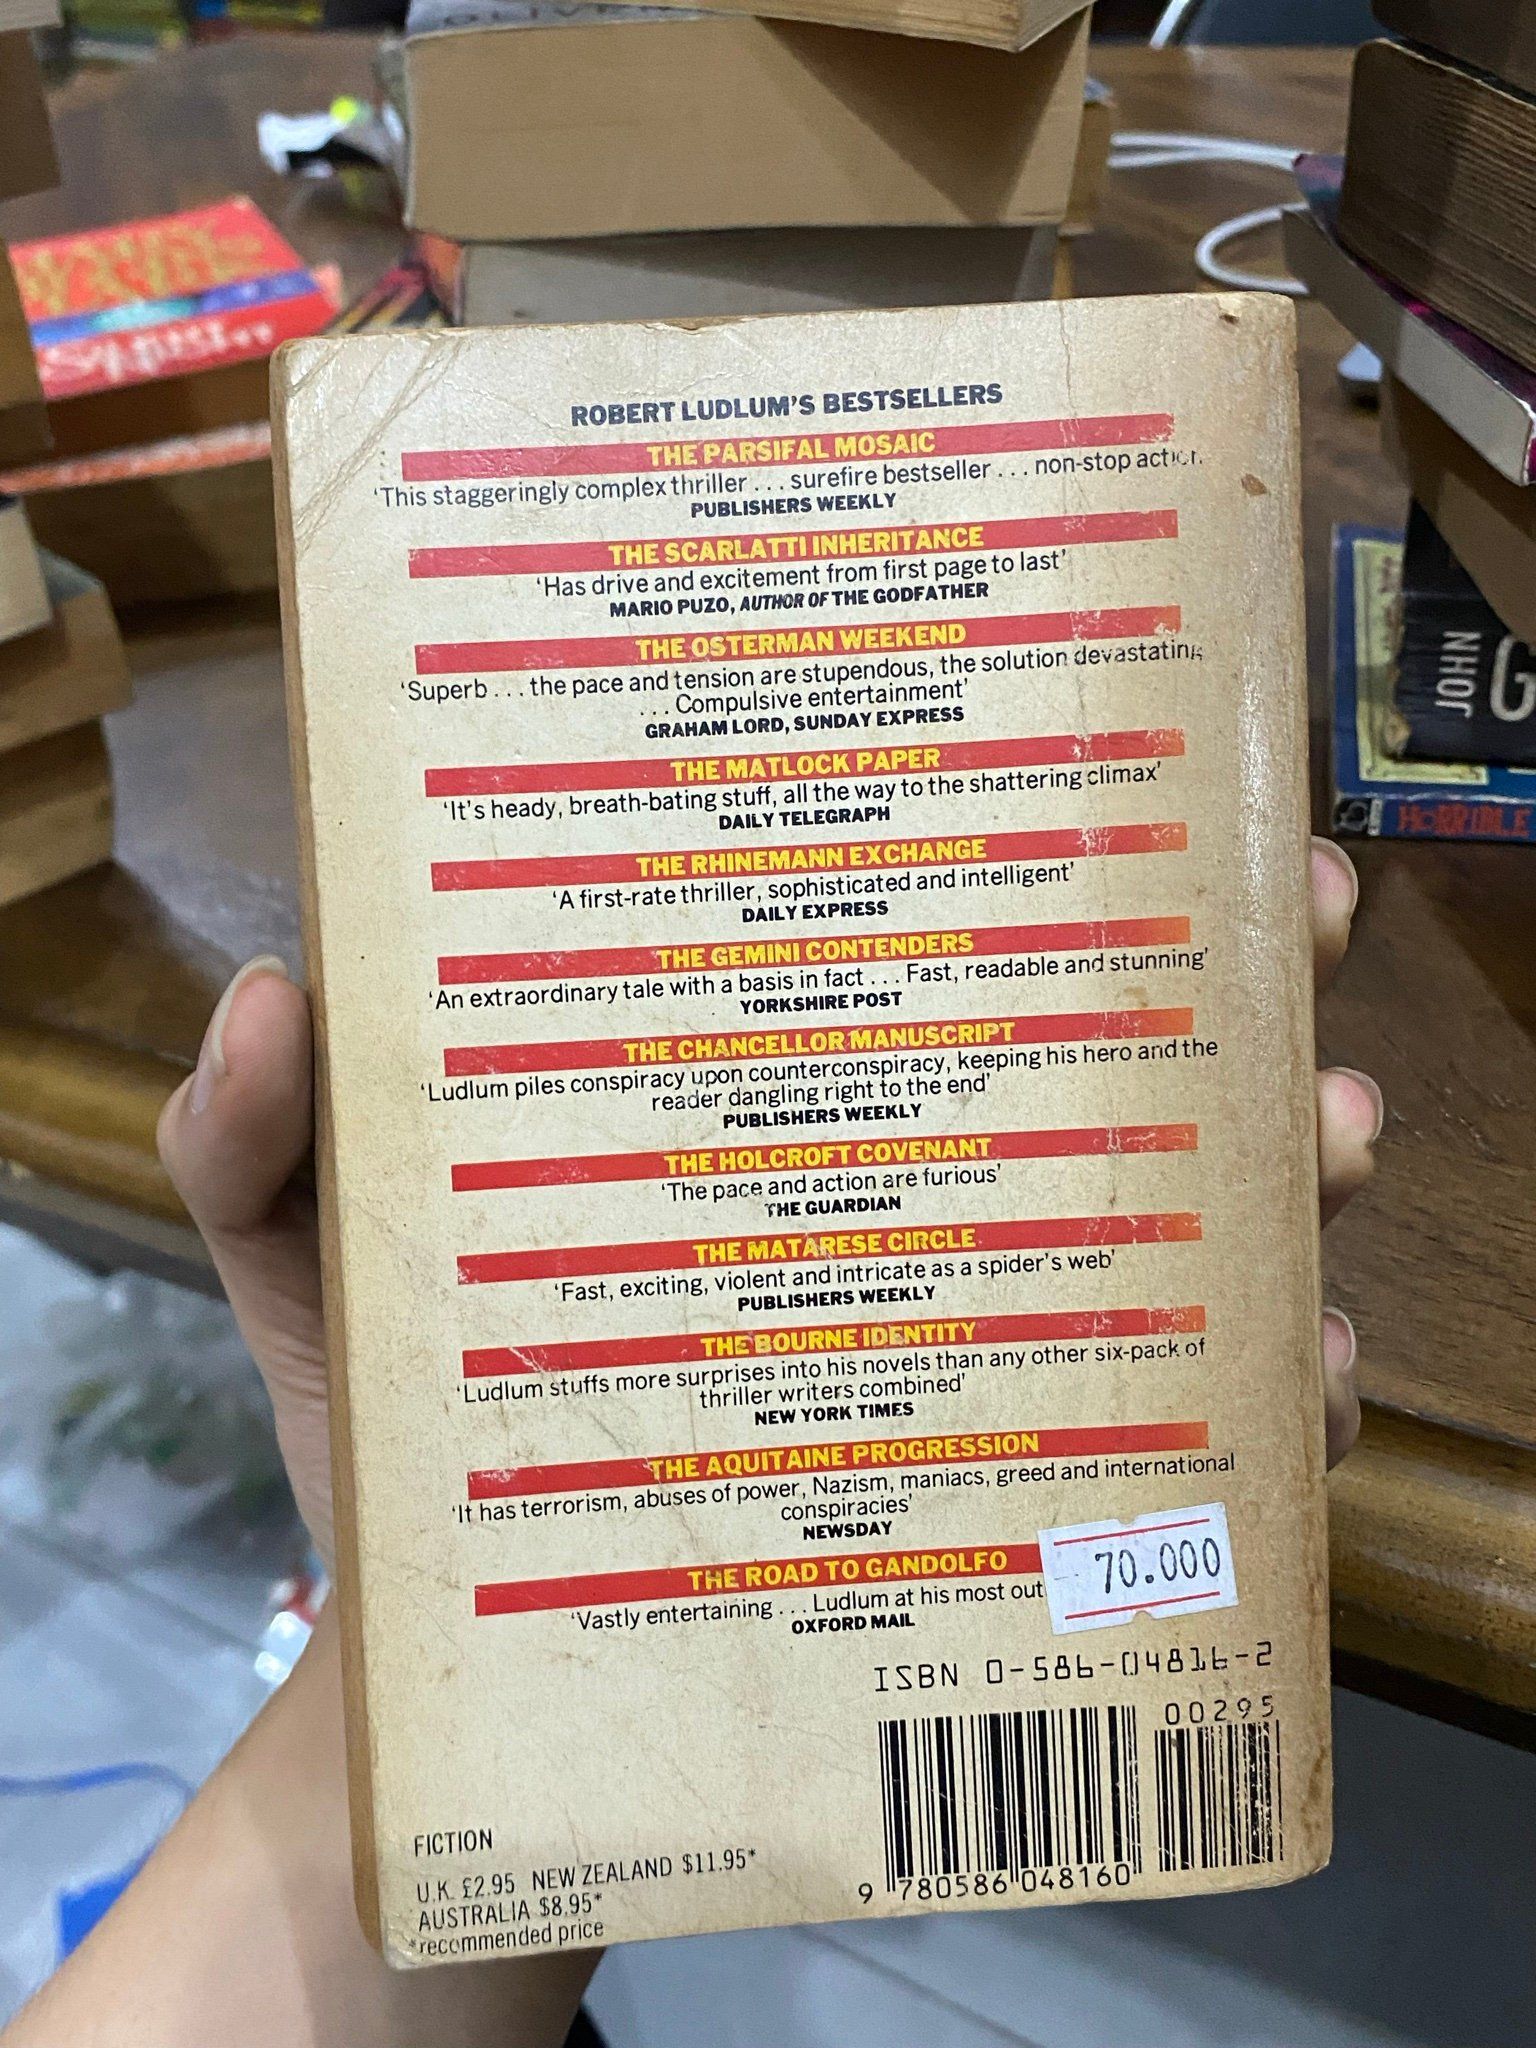 ROBERT LUDLUM'S BESTSELLERS
THE PARSIFAL MOSAIC
'This staggeringly complex thriller . . . surefire bestseller . . . non-stop action
PUBLISHERS WEEKLY
THE SCARLATTI INHERITANCE
'Has drive and excitement from first page to last'
MARIO PUZO, AUTHOR OF THE GODFATHER
THE OSTERMAN WEEKEND
'Superb . . . the pace and tension are stupendous, the solution devastating
. . . Compulsive entertainment'
GRAHAM LORD, SUNDAY EXPRESS
THE MATLOCK PAPER
'It's heady, breath-bating stuff, all the way to the shattering climax'
DAILY TELEGRAPH
THE RHINEMANN EXCHANGE
'A first-rate thriller, sophisticated and intelligent'
DAILY EXPRESS
THE GEMINI CONTENDERS
'An extraordinary tale with a basis in fact . . . Fast, readable and stunning'
YORKSHIRE POST
THE CHANCELLOR MANUSCRIPT
'Ludlum piles conspiracy upon counterconspiracy, keeping his hero and the
reader dangling right to the end'
PUBLISHERS WEEKLY
THE HOLCROFT COVENANT
'The pace and action are furious'
THE GUARDIAN
THE MATARESE CIRCLE
'Fast, exciting, violent and intricate as a spider's web'
PUBLISHERS WEEKLY
THE BOURNE IDENTITY
'Ludlum stuffs more surprises into his novels than any other six-pack of
thriller writers combined'
NEW YORK TIMES
THE AQUITAINE PROGRESSION
'It has terrorism, abuses of power, Nazism, maniacs, greed and international
conspiracies'
NEWSDAY
THE ROAD TO GANDOLFO
'Vastly entertaining . . . Ludlum at his most out
OXFORD MAIL
70.000
ISBN 0-586-04816-2
00295
9 780586 048160
FICTION
U.K. £2.95 NEW ZEALAND $11.95*
AUSTRALIA $8.95*
*recommended price
JOHN
G
HORRIBLE